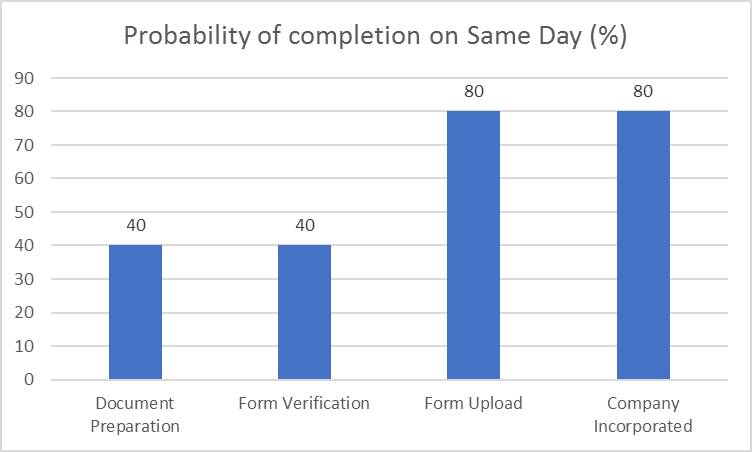 Probability of completion on Same Day (%)
90
80
70
60
50
40
30
20
10
0
40
40
80
80
Document
Preparation
Form Verification
Form Upload
Company
Incorporated